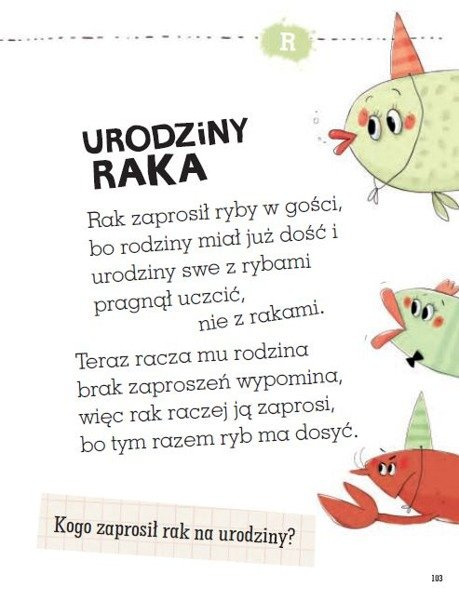 R
URODZiNY
RAKA
Rak zaprosił ryby w gości,
bo rodziny miał już dość i
urodziny swe z rybami
pragnął uczcić,
nie z rakami.
Teraz racza mu rodzina
brak zaproszeń wypomina,
więc rak raczej ją zaprosi,
bo tym razem ryb ma dosyć.
Kogo zaprosił rak na urodziny?
103